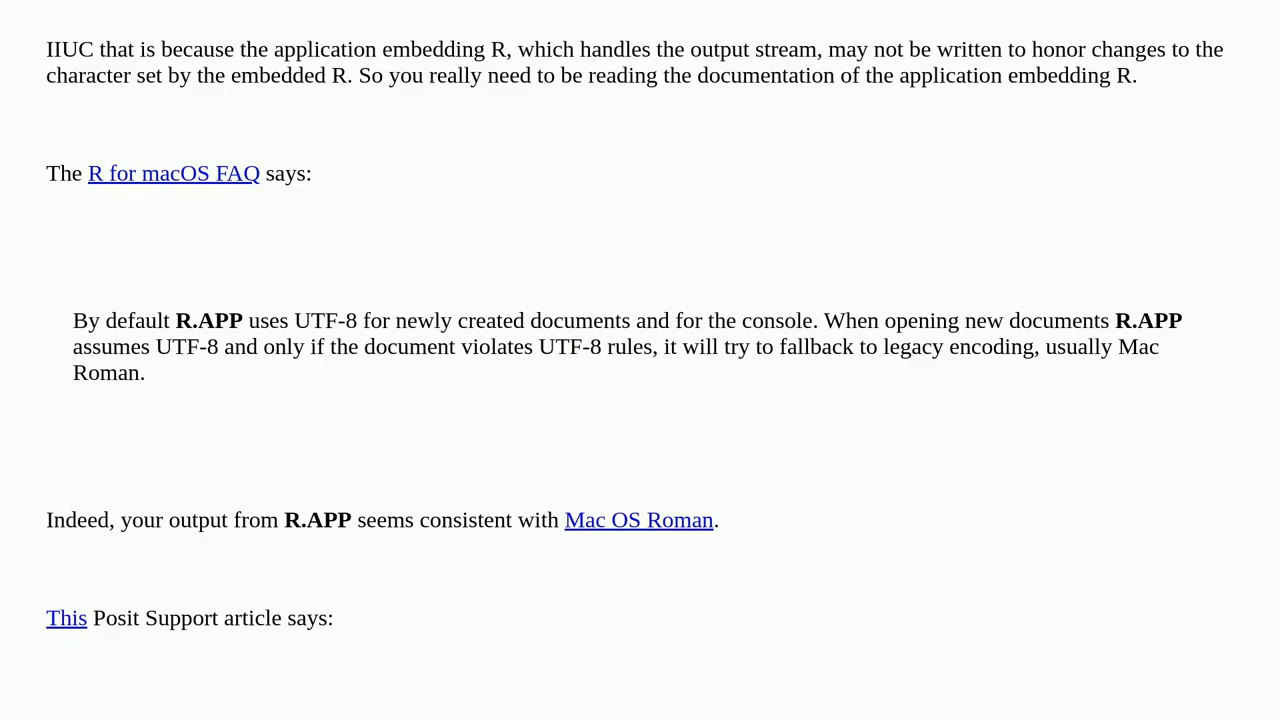 IIUC that is because the application embedding R, which handles the output stream, may not be written to honor changes to the
character set by the embedded R. So you really need to be reading the documentation of the application embedding R.
The R for macOS FAQ says:
By default R.APP uses UTF-8 for newly created documents and for the console. When opening new documents R.APP
assumes UTF-8 and only if the document violates UTF-8 rules, it will try to fallback to legacy encoding, usually Mac
Roman.
Indeed, your output from R.APP seems consistent with Mac OS Roman.
This Posit Support article says: